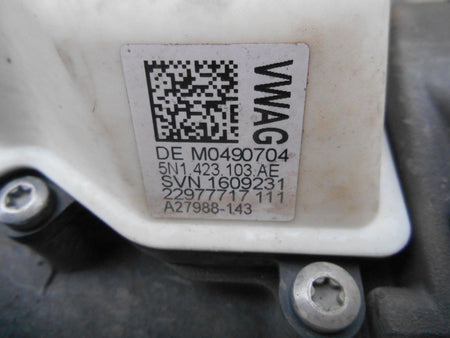 VWAG
DE M0490704
5N1.423.103.AE
SVN 1609231
22977717 111
A27988-143